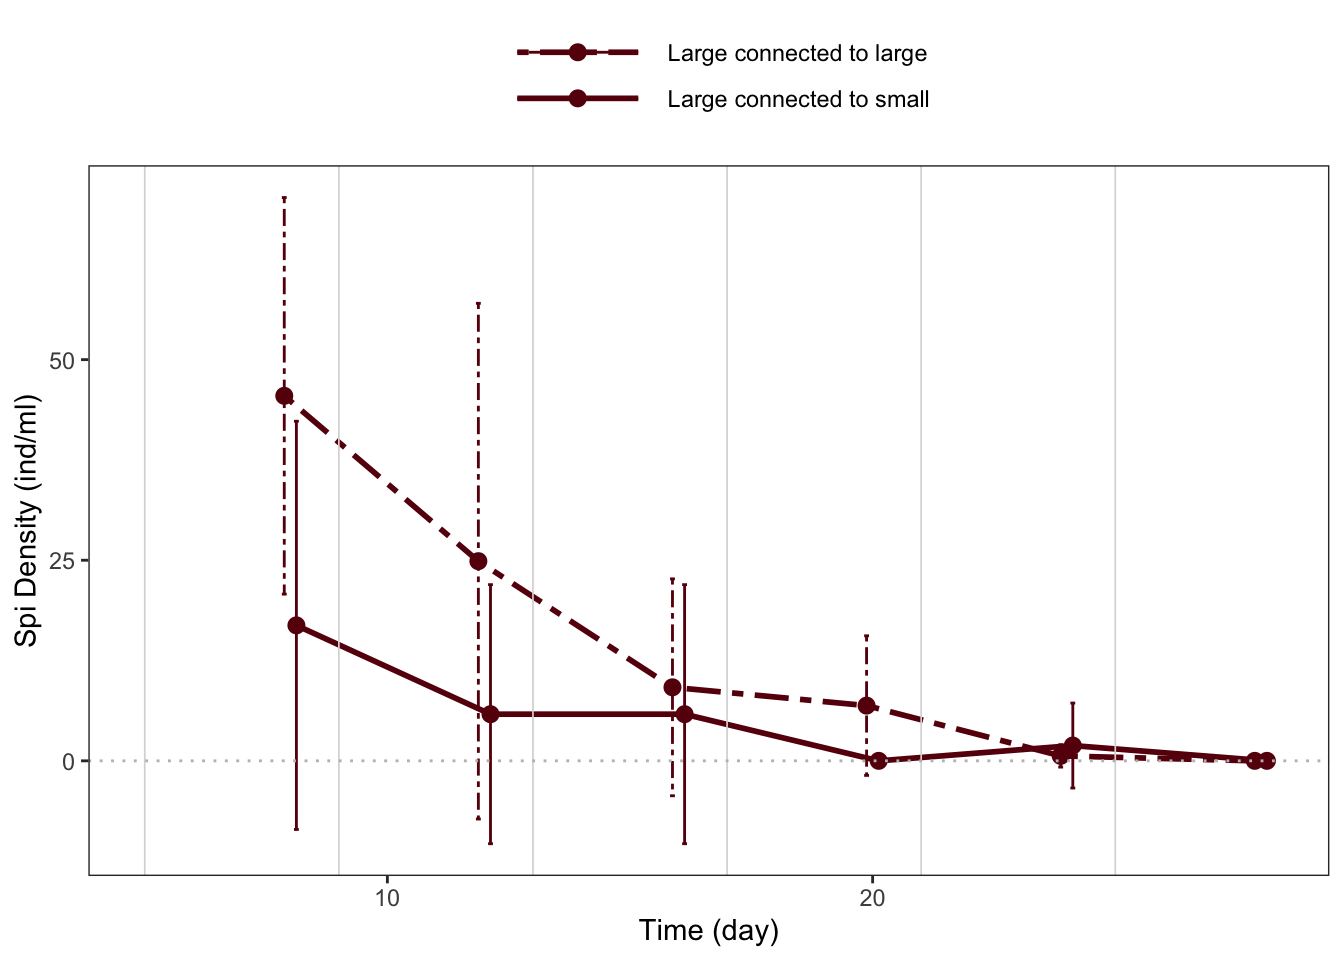 Large connected to large
Large connected to small
50
25
0
Spi Density (ind/ml)
10
20
Time (day)